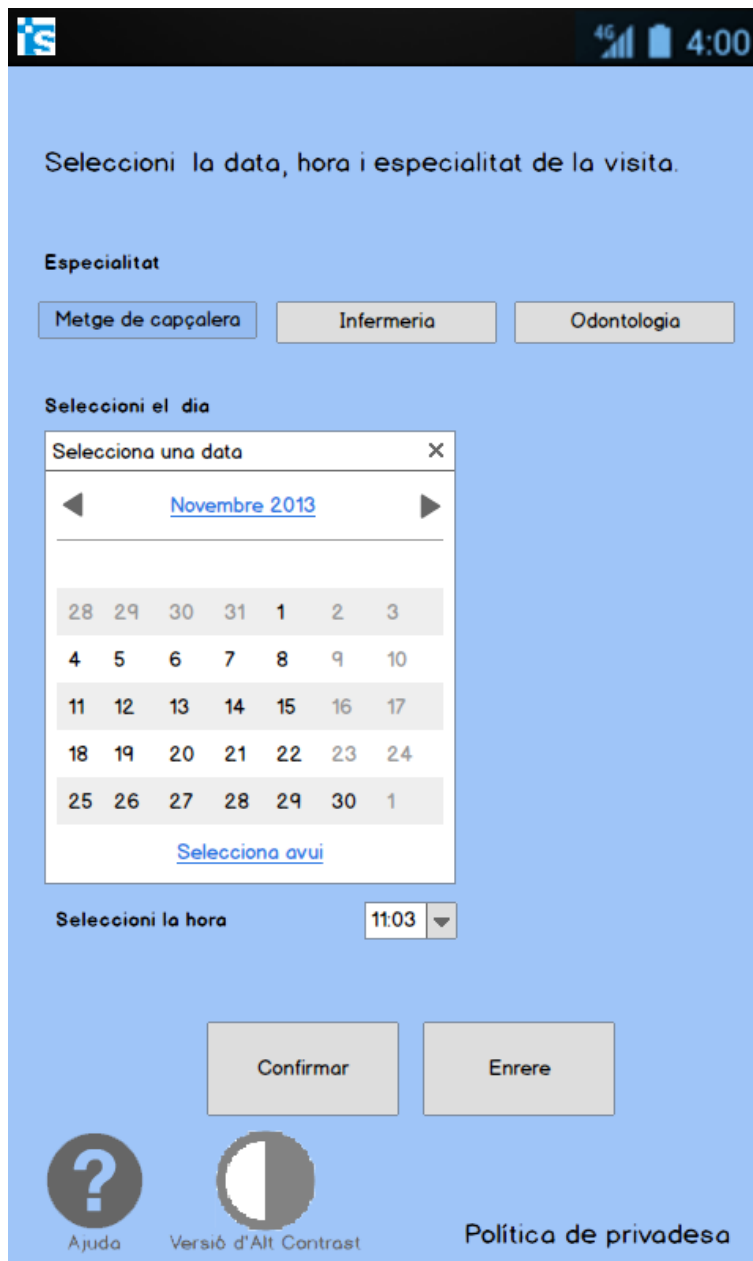 is 4G 4:00
Seleccioni la data, hora i especialitat de la visita.
Especialitat
Metge de capçalera Infermeria Odontologia
Seleccioni el dia
Selecciona una data
Novembre 2013
28 29 30 31 1 2 3
4 5 6 7 8 9 10
11 12 13 14 15 16 17
18 19 20 21 22 23 24
25 26 27 28 29 30 1
Selecciona avui
Seleccioni la hora 11:03
Confirmar Enrere
?
Ajuda Versió d'Alt Contrast Política de privadesa